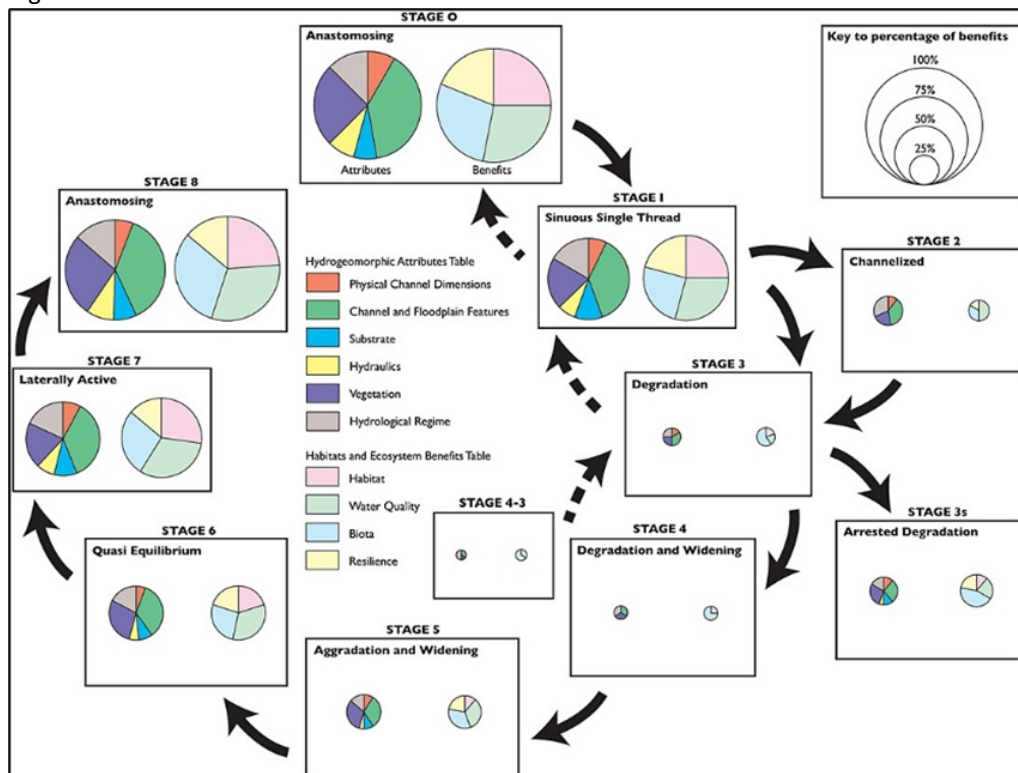 STAGE O
Anastomosing
Attributes
Benefits
Key to percentage of benefits
100%
75%
50%
25%
STAGE 8
Anastomosing
STAGE I
Sinuous Single Thread
STAGE 2
Channelized
Hydrogeomorphic Attributes Table
Physical Channel Dimensions
Channel and Floodplain Features
Substrate
Hydraulics
Vegetation
Hydrological Regime
Habitats and Ecosystem Benefits Table
Habitat
Water Quality
Biota
Resilience
STAGE 7
Laterally Active
STAGE 3
Degradation
STAGE 4-3
STAGE 6
Quasi Equilibrium
STAGE 4
Degradation and Widening
STAGE 3s
Arrested Degradation
STAGE 5
Aggradation and Widening